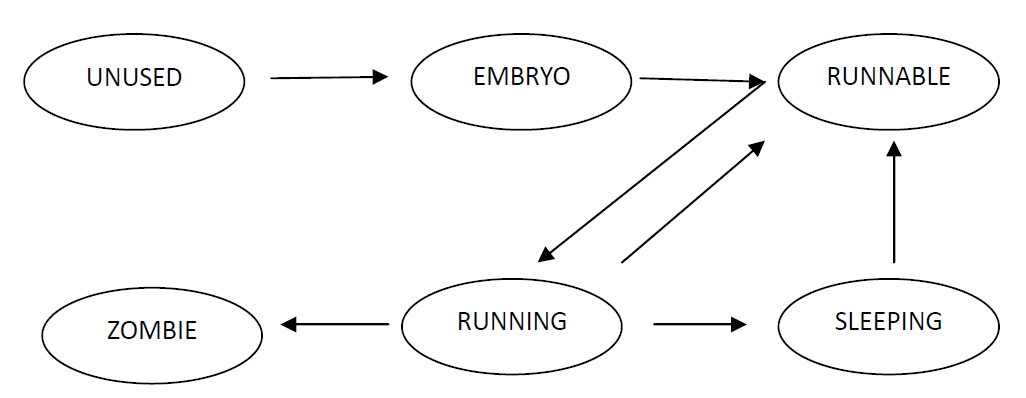 UNUSED
EMBRYO
RUNNABLE
ZOMBIE
RUNNING
SLEEPING